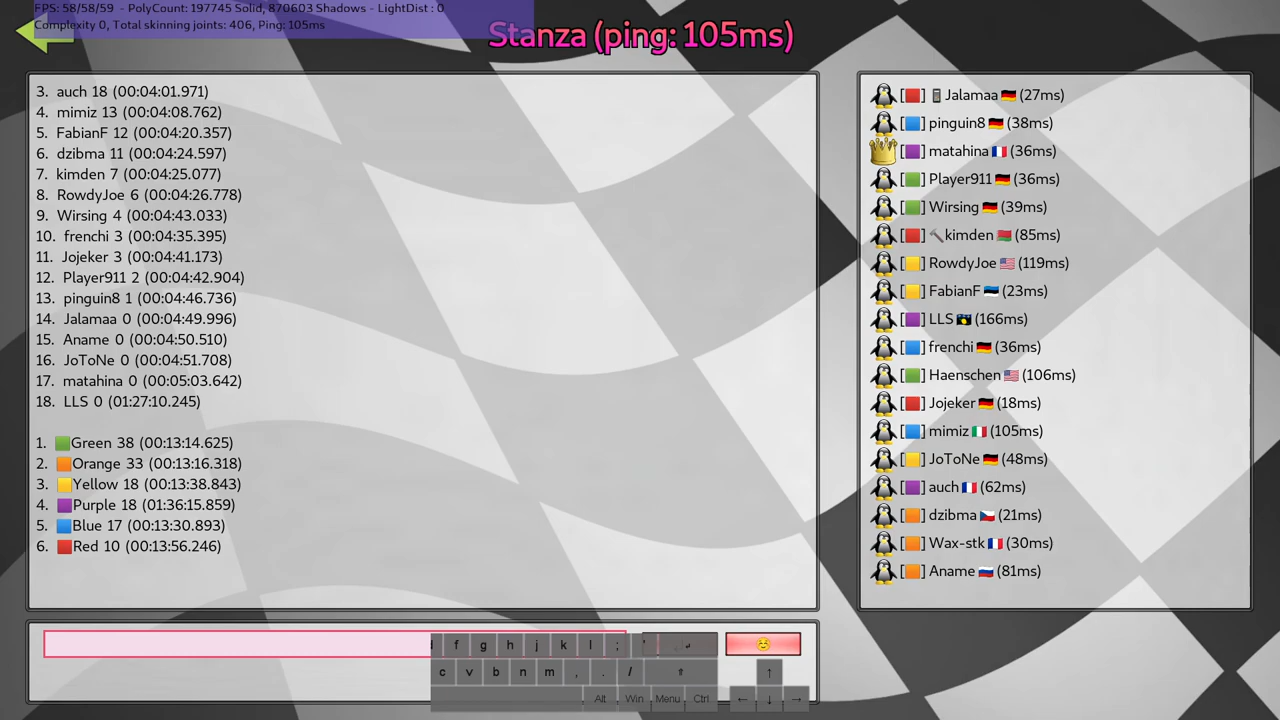 FPS: 58/58/59 - PolyCount: 197745 Solid, 870603 Shadows - LightDist : 0
Complexity 0, Total skinning joints: 406, Ping: 105ms
Stanza (ping: 105ms)
3. auch 18 (00:04:01.971)
4. mimiz 13 (00:04:08.762)
5. FabianF 12 (00:04:20.357)
6. dzibma 11 (00:04:24.597)
7. kimden 7 (00:04:25.077)
8. RowdyJoe 6 (00:04:26.778)
9. Wirsing 4 (00:04:43.033)
10. frenchi 3 (00:04:35.395)
11. Jojeker 3 (00:04:41.173)
12. Player911 2 (00:04:42.904)
13. pinguin8 1 (00:04:46.736)
14. Jalamaa 0 (00:04:49.996)
15. Aname 0 (00:04:50.510)
16. JoToNe 0 (00:04:51.708)
17. matahina 0 (00:05:03.642)
18. LLS 0 (01:27:10.245)
1. 🟩Green 38 (00:13:14.625)
2. 🟧Orange 33 (00:13:16.318)
3. 🟨Yellow 18 (00:13:38.843)
4. 🟪Purple 18 (01:36:15.859)
5. 🟦Blue 17 (00:13:30.893)
6. 🟥Red 10 (00:13:56.246)
[🟥] 📱Jalamaa 🇩🇪 (27ms)
[🟦] pinguin8 🇩🇪 (38ms)
[🟪] matahina 🇫🇷 (36ms)
[🟩] Player911 🇩🇪 (36ms)
[🟩] Wirsing 🇩🇪 (39ms)
[🟥] 🔨kimden 🇧🇾 (85ms)
[🟨] RowdyJoe 🇺🇸 (119ms)
[🟨] FabianF 🇪🇪 (23ms)
[🟪] LLS 🇬🇵 (166ms)
[🟦] frenchi 🇩🇪 (36ms)
[🟩] Haenschen 🇺🇸 (106ms)
[🟥] Jojeker 🇩🇪 (18ms)
[🟦] mimiz 🇮🇹 (105ms)
[🟨] JoToNe 🇩🇪 (48ms)
[🟪] auch 🇫🇷 (62ms)
[🟧] dzibma 🇨🇿 (21ms)
[🟧] Wax-stk 🇫🇷 (30ms)
[🟧] Aname 🇷🇺 (81ms)
f g h j k l ; ' ↵
c v b n m , . / ⇧ ↑
Alt Win Menu Ctrl ← ↓ →